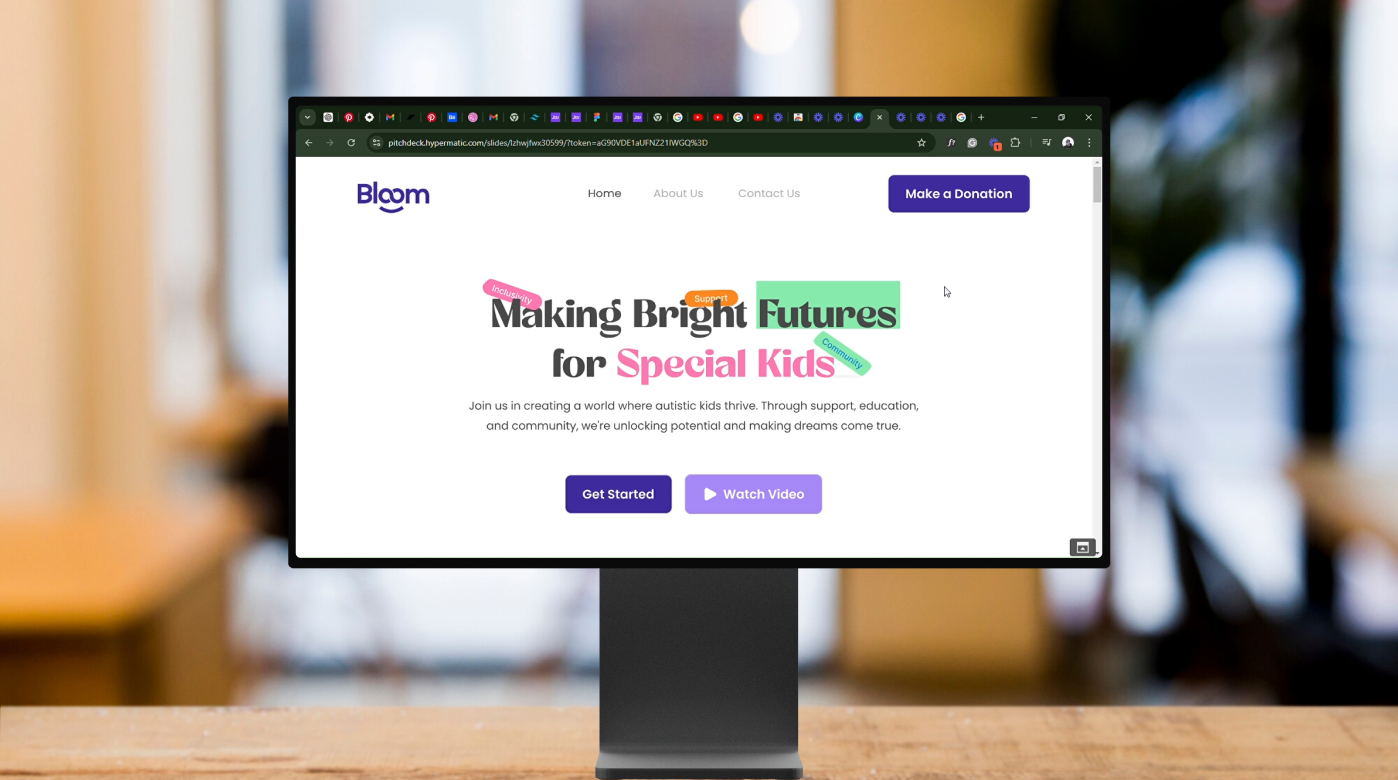 pitchdeck.hypermatic.com/slides/lzhwjfwx30599/?token=aG90VDE1aUFNZ21IWGQ%3D
Bloom
Home
About Us
Contact Us
Make a Donation
Inclusivity
Support
Making Bright Futures
Community
for Special Kids
Join us in creating a world where autistic kids thrive. Through support, education,
and community, we're unlocking potential and making dreams come true.
Get Started
Watch Video